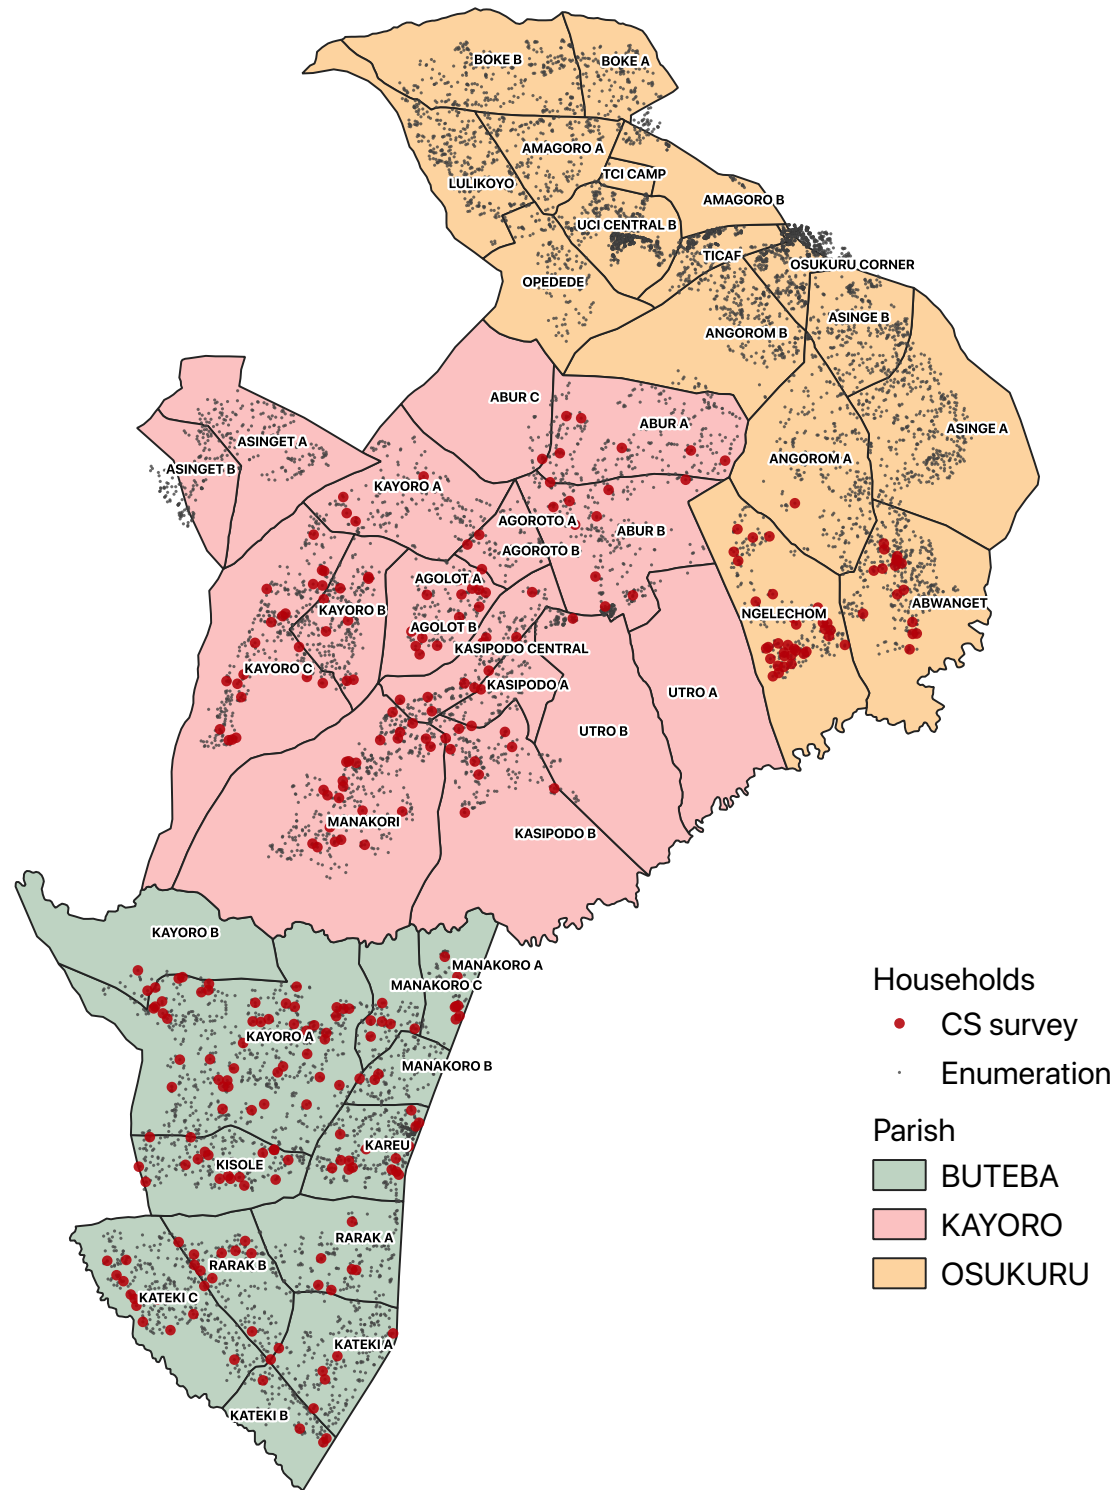 BOKE B
BOKE A
AMAGORO A
TCI CAMP
LULIKOYO
AMAGORO B
UCI CENTRAL B
TICAF
OSUKURU CORNER
OPEDEDE
ASINGE B
ANGOROM B
ABUR C
ABUR A
ASINGE A
ASINGET A
ANGOROM A
ASINGET B
KAYORO A
AGOROTO A
ABUR B
AGOROTO B
AGOLOT A
ABWANGET
KAYORO B
NGELECHOM
AGOLOT B
KASIPODO CENTRAL
KAYORO C
KASIPODO A
UTRO A
UTRO B
MANAKORI
KASIPODO B
KAYORO B
MANAKORO A
MANAKORO C
KAYORO A
MANAKORO B
KAREU
KISOLE
RARAK A
RARAK B
KATEKI C
KATEKI A
KATEKI B
Households
CS survey
Enumeration
Parish
BUTEBA
KAYORO
OSUKURU